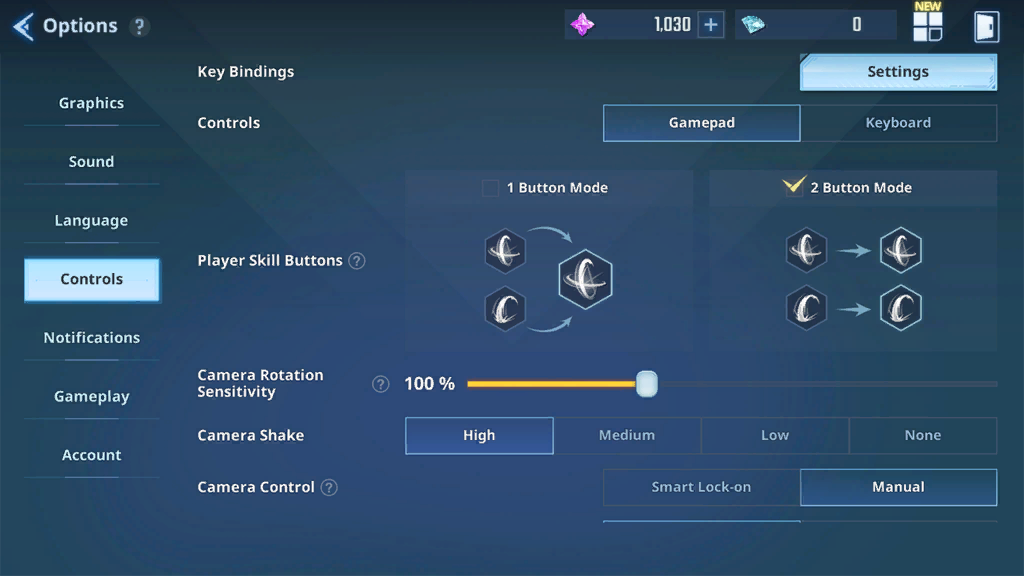 Options ?
1,030 +
0
NEW
Graphics
Sound
Language
Controls
Notifications
Gameplay
Account
Key Bindings
Settings
Controls
Gamepad
Keyboard
Player Skill Buttons ?
1 Button Mode
2 Button Mode
Camera Rotation
Sensitivity
?
100 %
Camera Shake
High
Medium
Low
None
Camera Control ?
Smart Lock-on
Manual